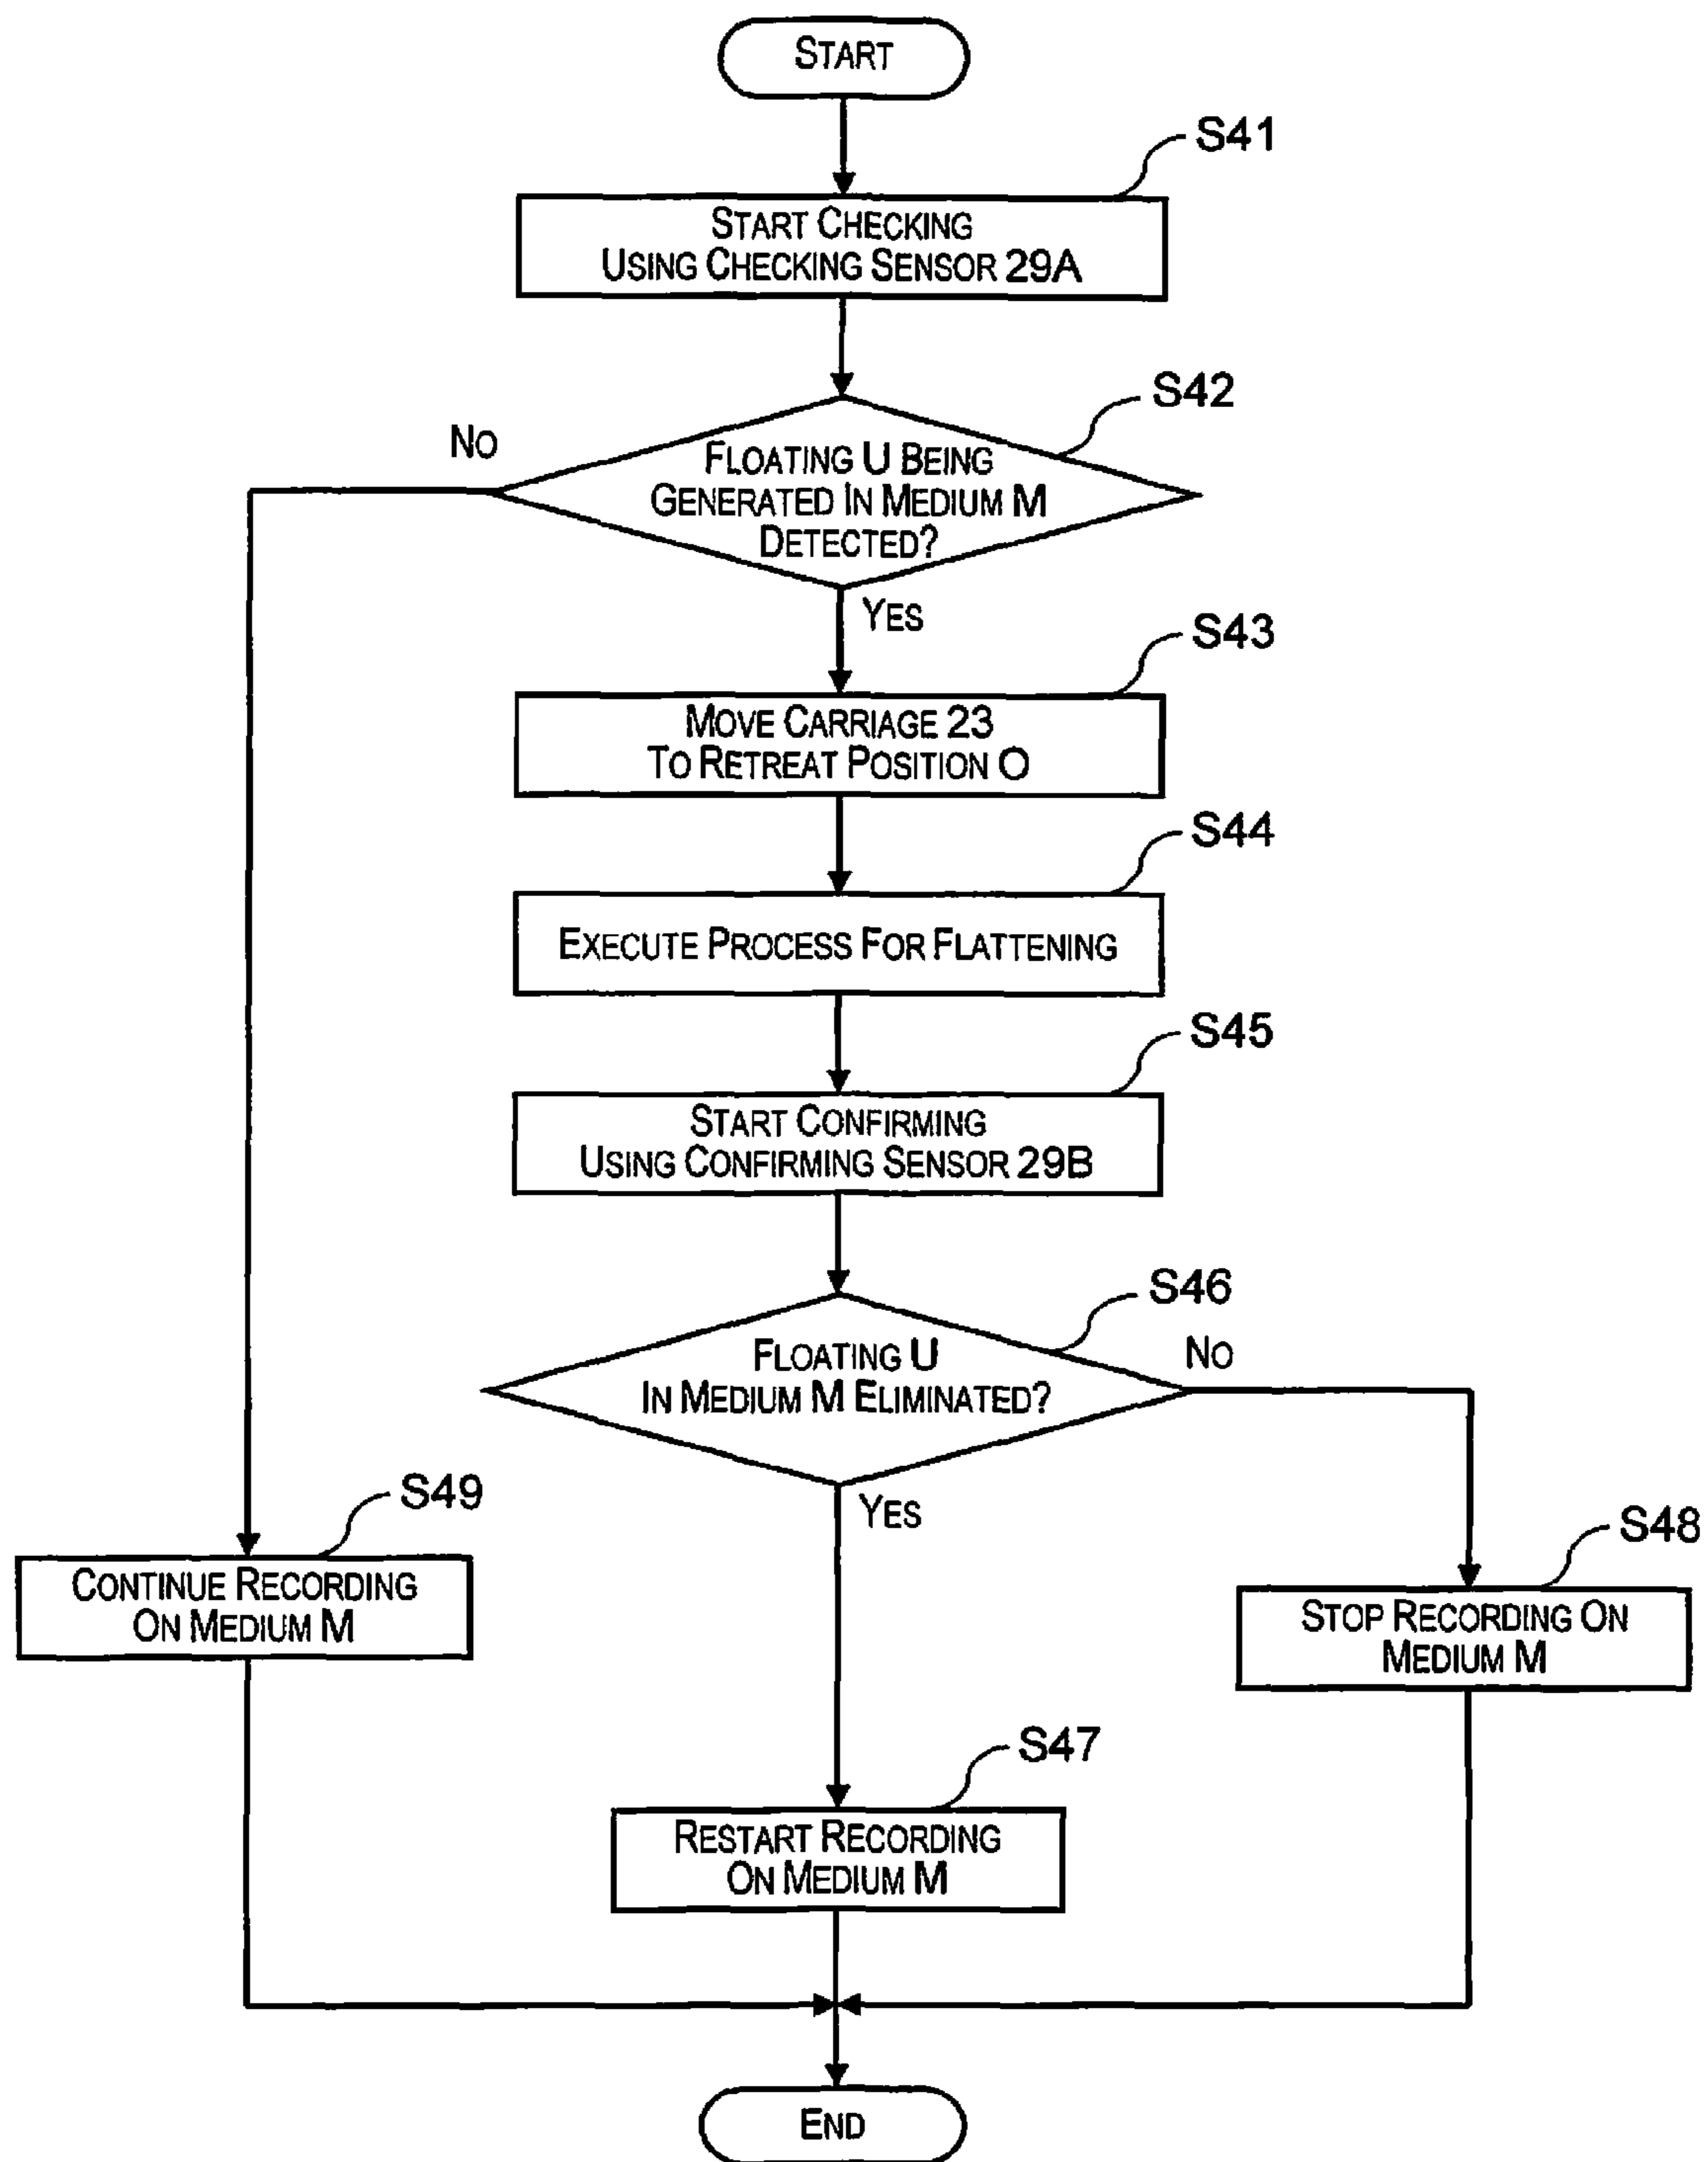 START
S41
START CHECKING
USING CHECKING SENSOR 29A
S42
NO
FLOATING U BEING
GENERATED IN MEDIUM M
DETECTED?
YES
S43
MOVE CARRIAGE 23
TO RETREAT POSITION O
S44
EXECUTE PROCESS FOR FLATTENING
S45
START CONFIRMING
USING CONFIRMING SENSOR 29B
S46
FLOATING U
IN MEDIUM M ELIMINATED?
NO
YES
S49
CONTINUE RECORDING
ON MEDIUM M
S48
STOP RECORDING ON
MEDIUM M
S47
RESTART RECORDING
ON MEDIUM M
END